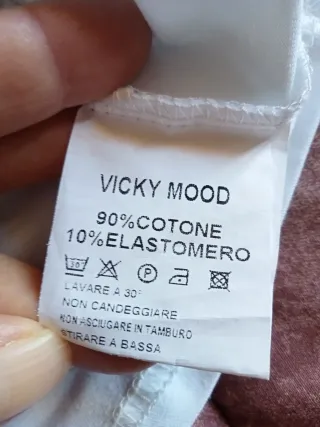 VICKY MOOD
90%COTONE
10%ELASTOMERO
30° P
LAVARE A 30°
NON CANDEGGIARE
NON ASCIUGARE IN TAMBURO
STIRARE A BASSA